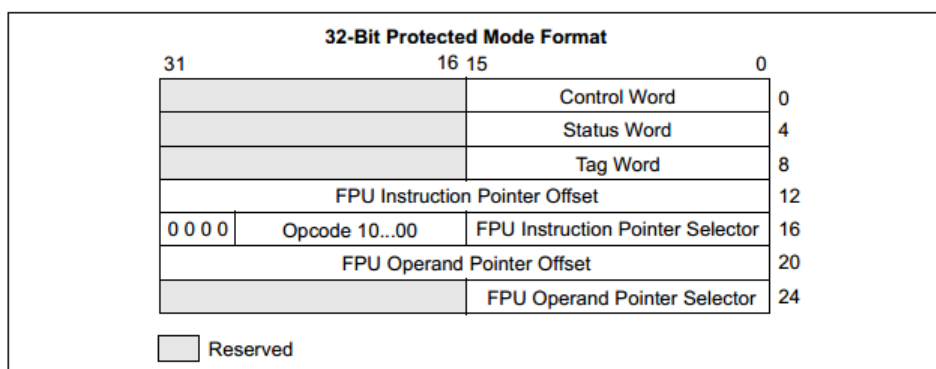 32-Bit Protected Mode Format
31 16 15 0
Control Word 0
Status Word 4
Tag Word 8
FPU Instruction Pointer Offset 12
0 0 0 0 Opcode 10...00 FPU Instruction Pointer Selector 16
FPU Operand Pointer Offset 20
FPU Operand Pointer Selector 24
Reserved